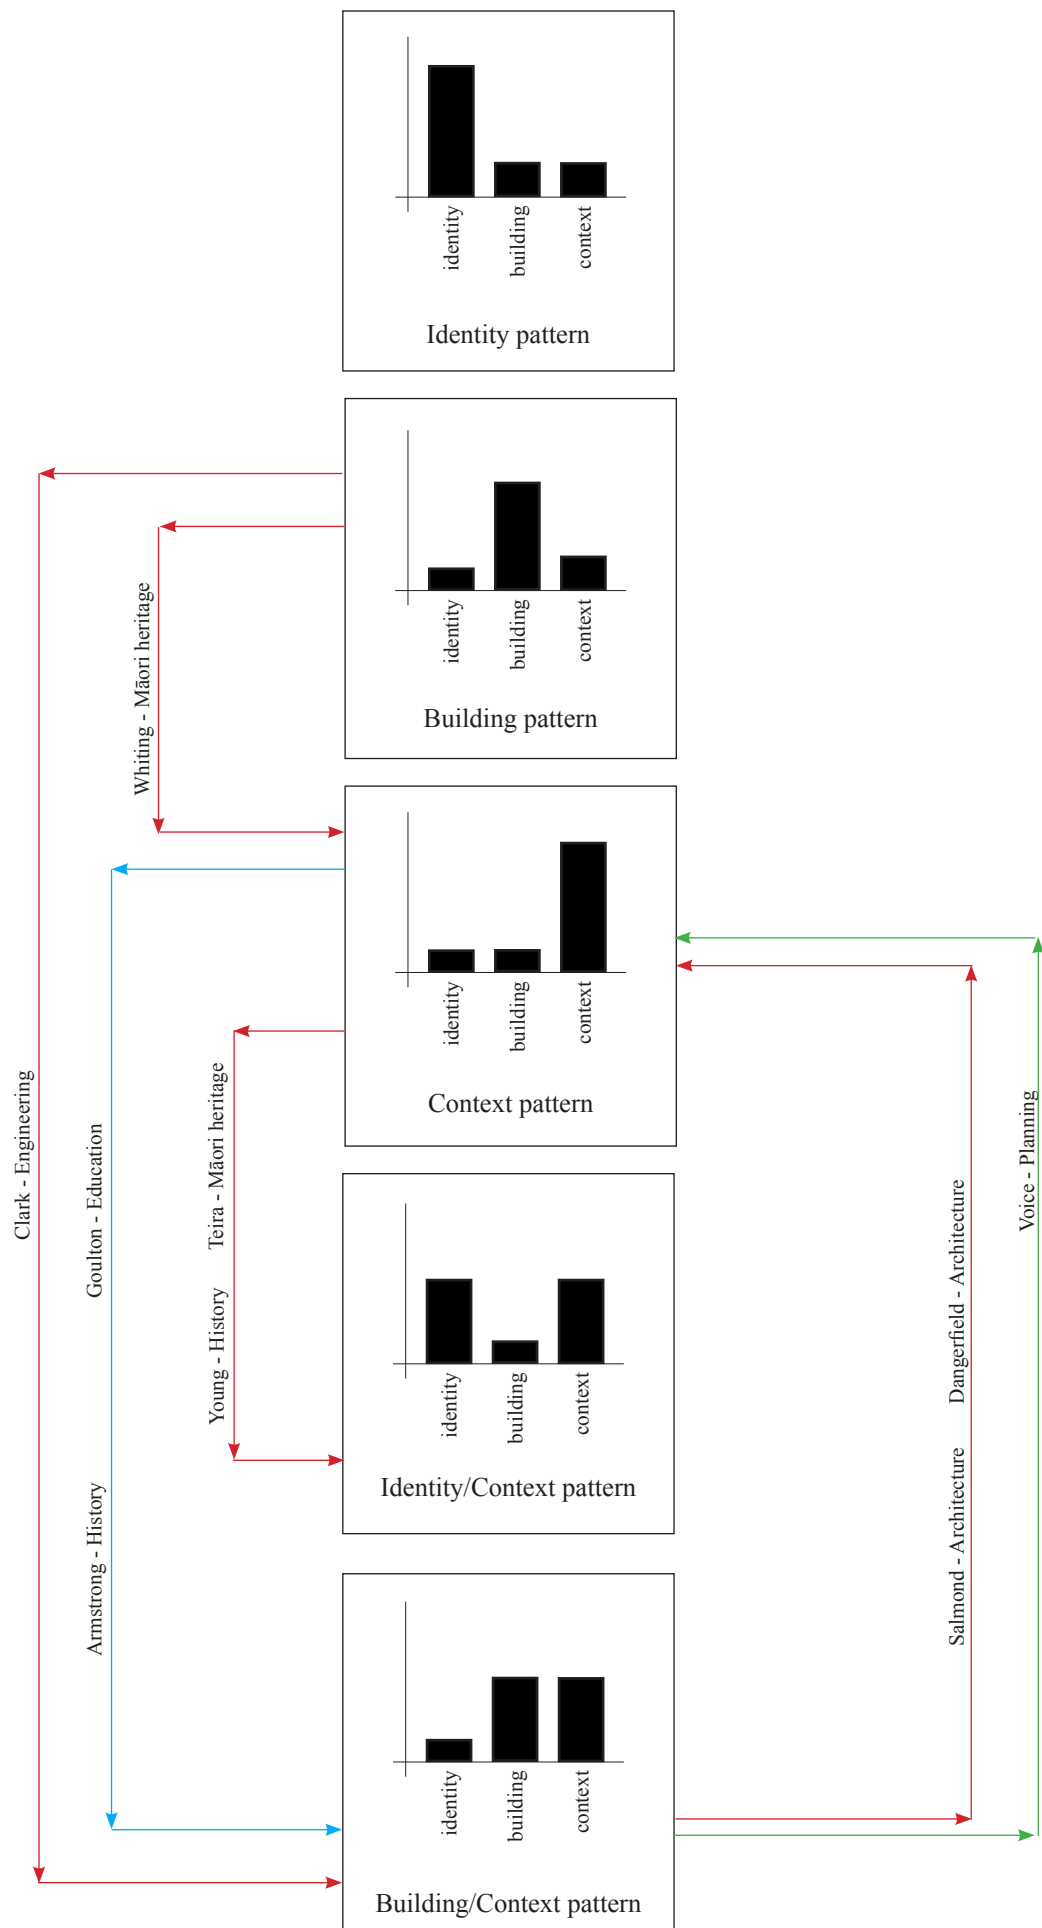 identity
building
context
Identity pattern
identity
building
context
Building pattern
Whiting - Māori heritage
identity
building
context
Context pattern
Clark - Engineering
Goulton - Education
Teira - Māori heritage
Young - History
Armstrong - History
identity
building
context
Identity/Context pattern
Voice - Planning
Dangerfield - Architecture
Salmond - Architecture
identity
building
context
Building/Context pattern